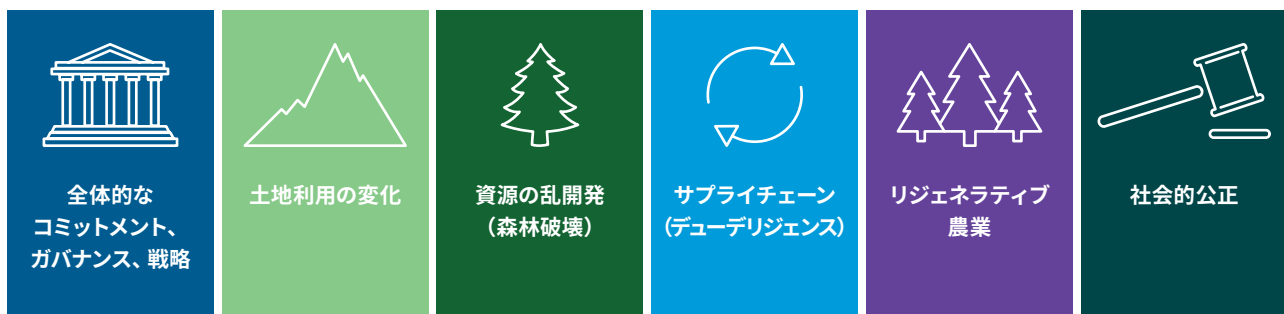 全体的な
コミットメント、
ガバナンス、戦略
土地利用の変化
資源の乱開発
（森林破壊）
サプライチェーン
（デューデリジェンス）
リジェネラティブ
農業
社会的公正